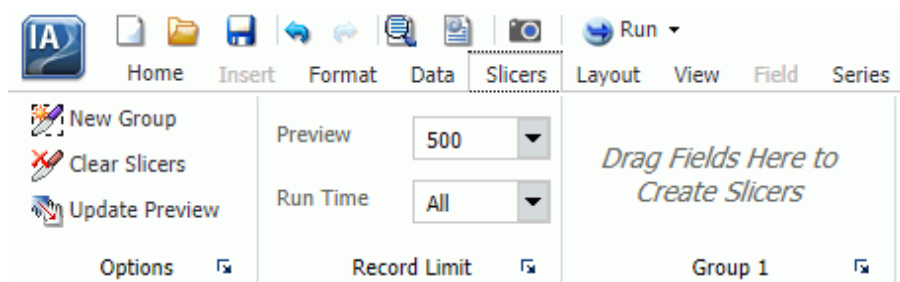 IA
Run
Home Insert Format Data Slicers Layout View Field Series
New Group
Clear Slicers
Update Preview
Options
Preview 500
Run Time All
Record Limit
Drag Fields Here to
Create Slicers
Group 1